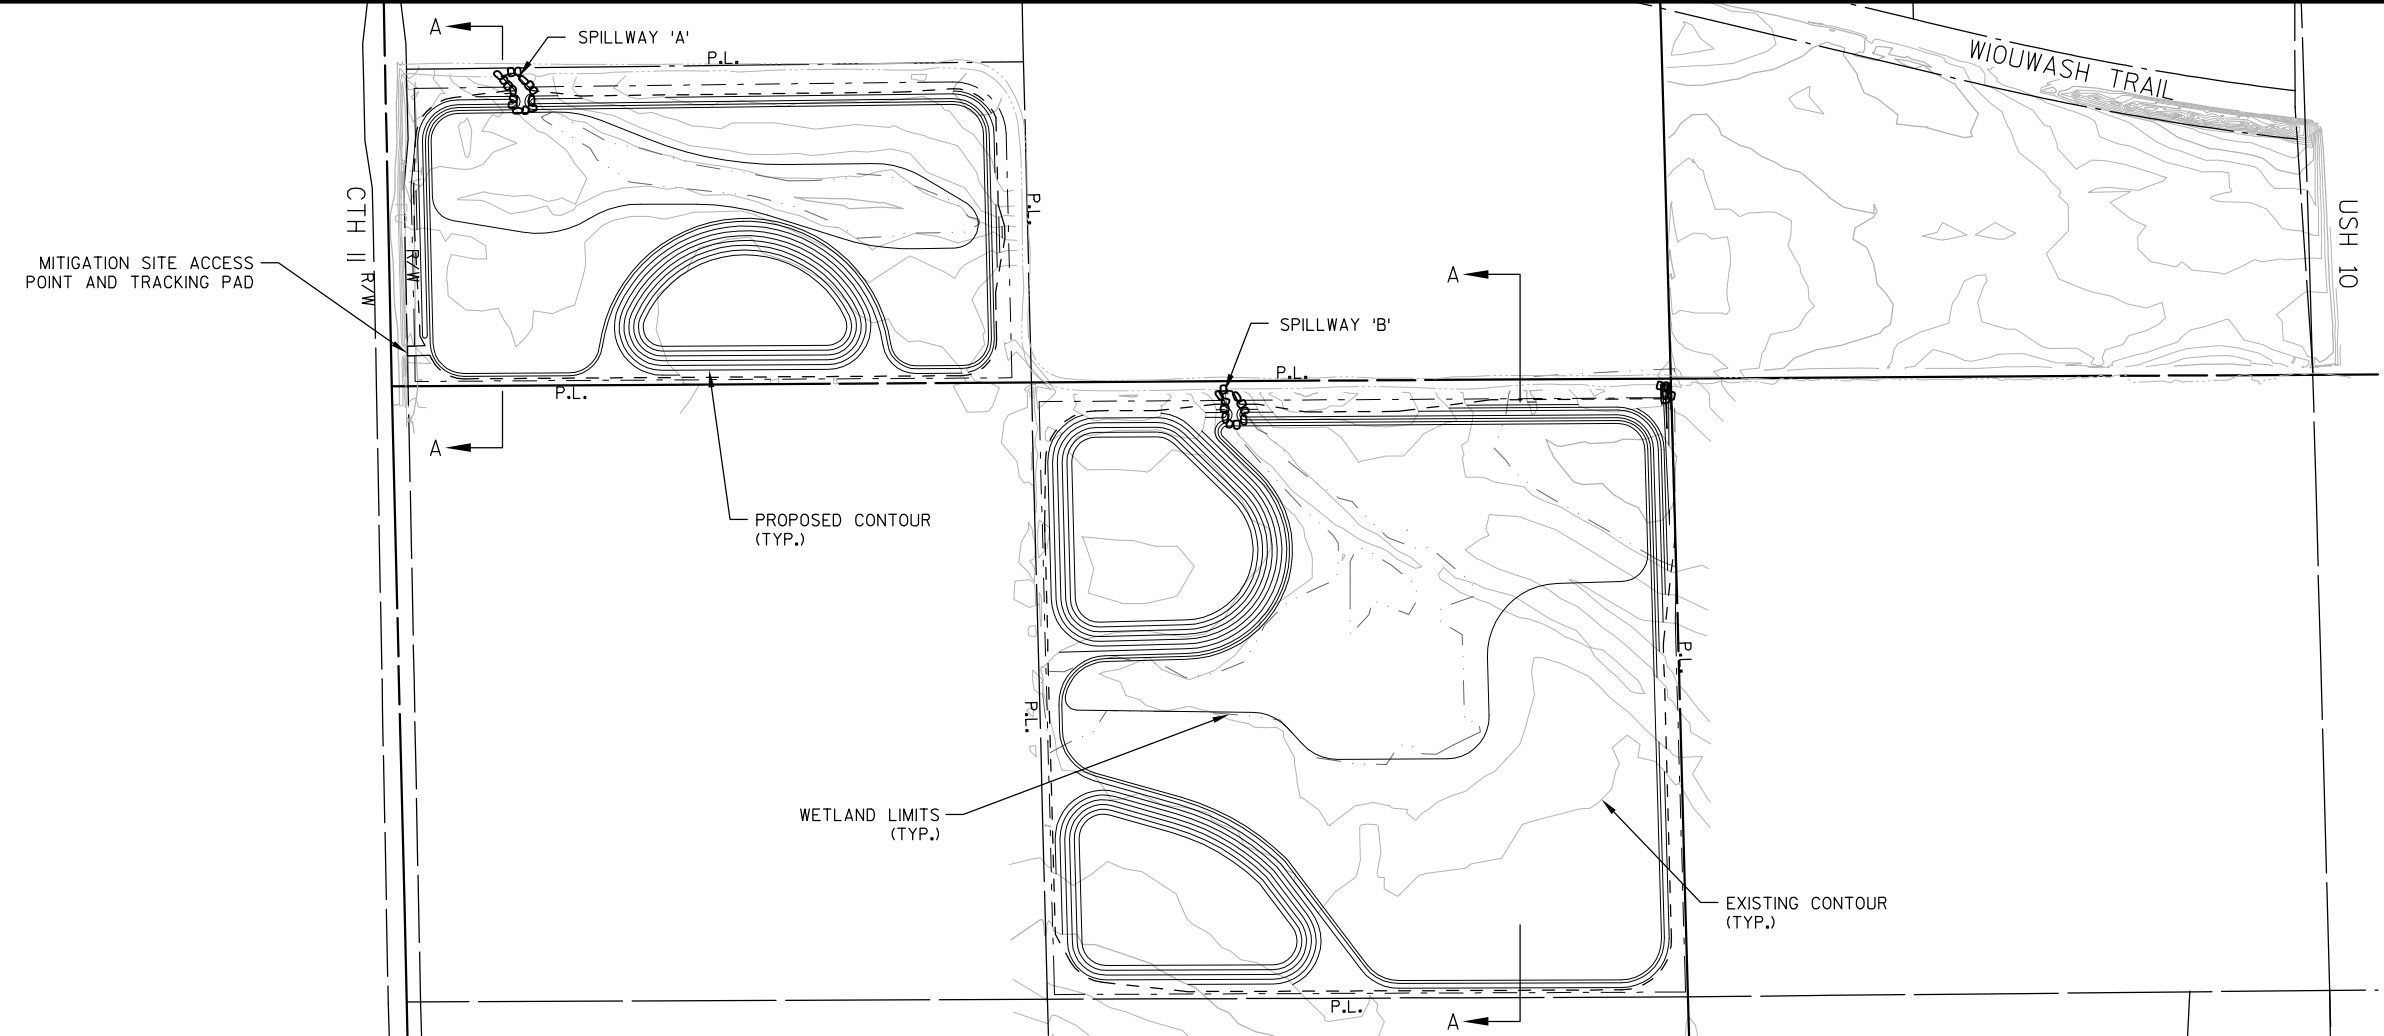 A
SPILLWAY 'A'
P.L.
WIOUWASH TRAIL
CTH II
R/W
R/W
P.L.
USH 10
MITIGATION SITE ACCESS
POINT AND TRACKING PAD
A
SPILLWAY 'B'
P.L.
P.L.
A
PROPOSED CONTOUR
(TYP.)
P.L.
P.L.
WETLAND LIMITS
(TYP.)
EXISTING CONTOUR
(TYP.)
P.L.
A